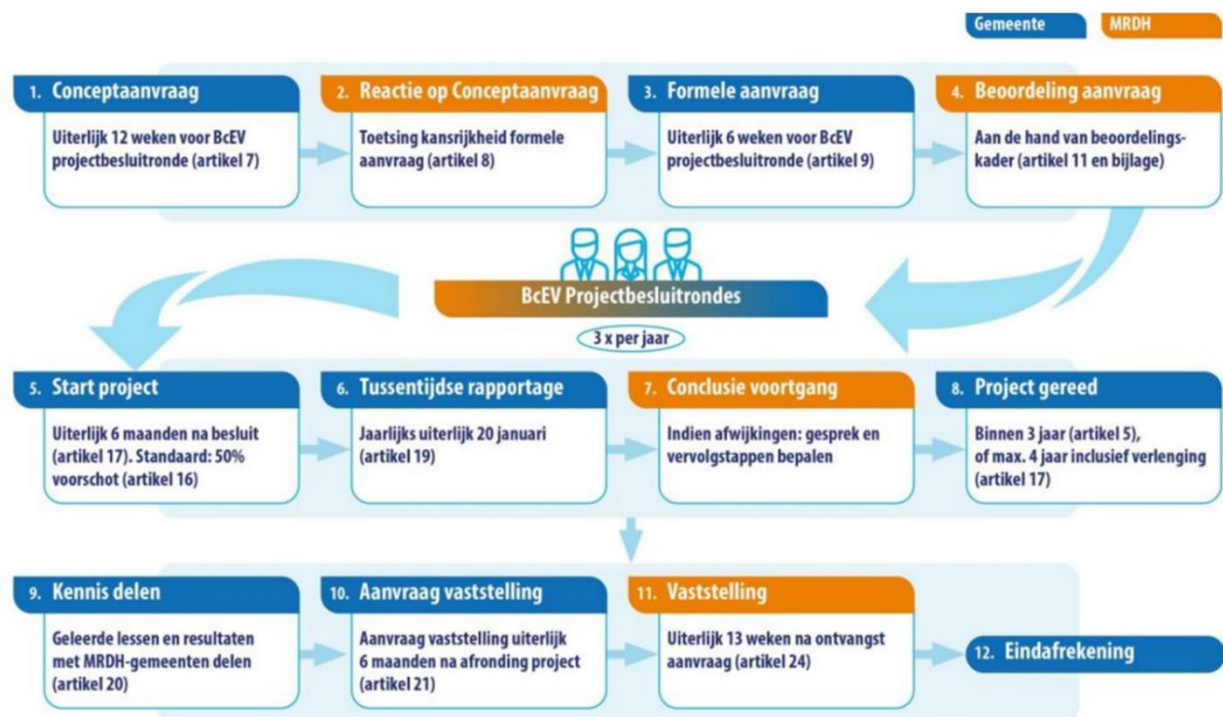 Gemeente
MRDH
1. Conceptaanvraag
Uiterlijk 12 weken voor BcEV
projectbesluitronde (artikel 7)
2. Reactie op Conceptaanvraag
Toetsing kansrijkheid formele
aanvraag (artikel 8)
3. Formele aanvraag
Uiterlijk 6 weken voor BcEV
projectbesluitronde (artikel 9)
4. Beoordeling aanvraag
Aan de hand van beoordelings-
kader (artikel 11 en bijlage)
BcEV Projectbesluitrondes
3 x per jaar
5. Start project
Uiterlijk 6 maanden na besluit
(artikel 17). Standaard: 50%
voorschot (artikel 16)
6. Tussentijdse rapportage
Jaarlijks uiterlijk 20 januari
(artikel 19)
7. Conclusie voortgang
Indien afwijkingen: gesprek en
vervolgstappen bepalen
8. Project gereed
Binnen 3 jaar (artikel 5),
of max. 4 jaar inclusief verlenging
(artikel 17)
9. Kennis delen
Geleerde lessen en resultaten
met MRDH-gemeenten delen
(artikel 20)
10. Aanvraag vaststelling
Aanvraag vaststelling uiterlijk
6 maanden na afronding project
(artikel 21)
11. Vaststelling
Uiterlijk 13 weken na ontvangst
aanvraag (artikel 24)
12. Eindafrekening